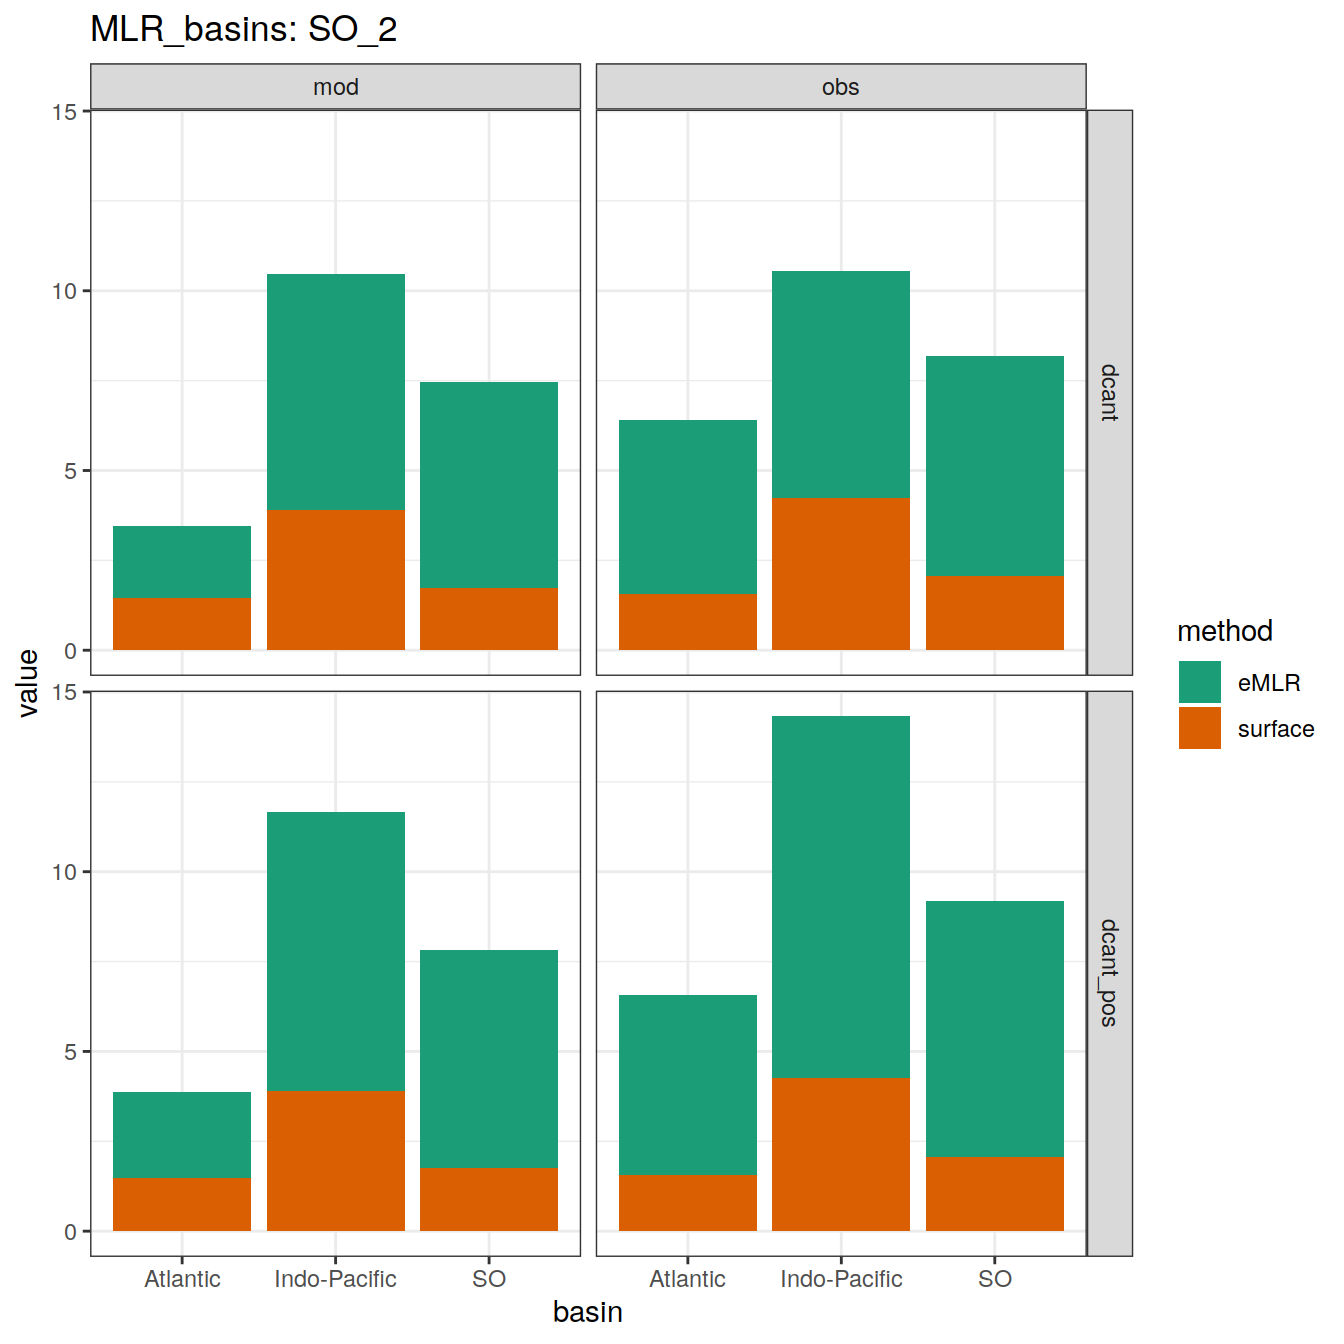 MLR_basins: SO_2
mod
obs
15
10
5
0
dcant
15
10
5
0
dcant_pos
value
Atlantic
Indo-Pacific
SO
Atlantic
Indo-Pacific
SO
basin
method
eMLR
surface